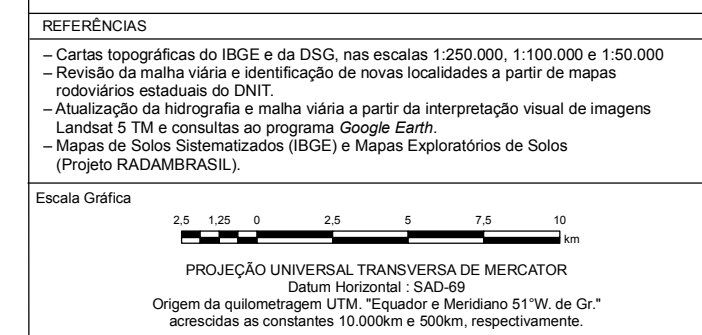 REFERÊNCIAS
– Cartas topográficas do IBGE e da DSG, nas escalas 1:250.000, 1:100.000 e 1:50.000
– Revisão da malha viária e identificação de novas localidades a partir de mapas
rodoviários estaduais do DNIT.
– Atualização da hidrografia e malha viária a partir da interpretação visual de imagens
Landsat 5 TM e consultas ao programa Google Earth.
– Mapas de Solos Sistematizados (IBGE) e Mapas Exploratórios de Solos
(Projeto RADAMBRASIL).
Escala Gráfica
2,5 1,25 0 2,5 5 7,5 10
km
PROJEÇÃO UNIVERSAL TRANSVERSA DE MERCATOR
Datum Horizontal : SAD-69
Origem da quilometragem UTM. "Equador e Meridiano 51°W. de Gr."
acrescidas as constantes 10.000km e 500km, respectivamente.